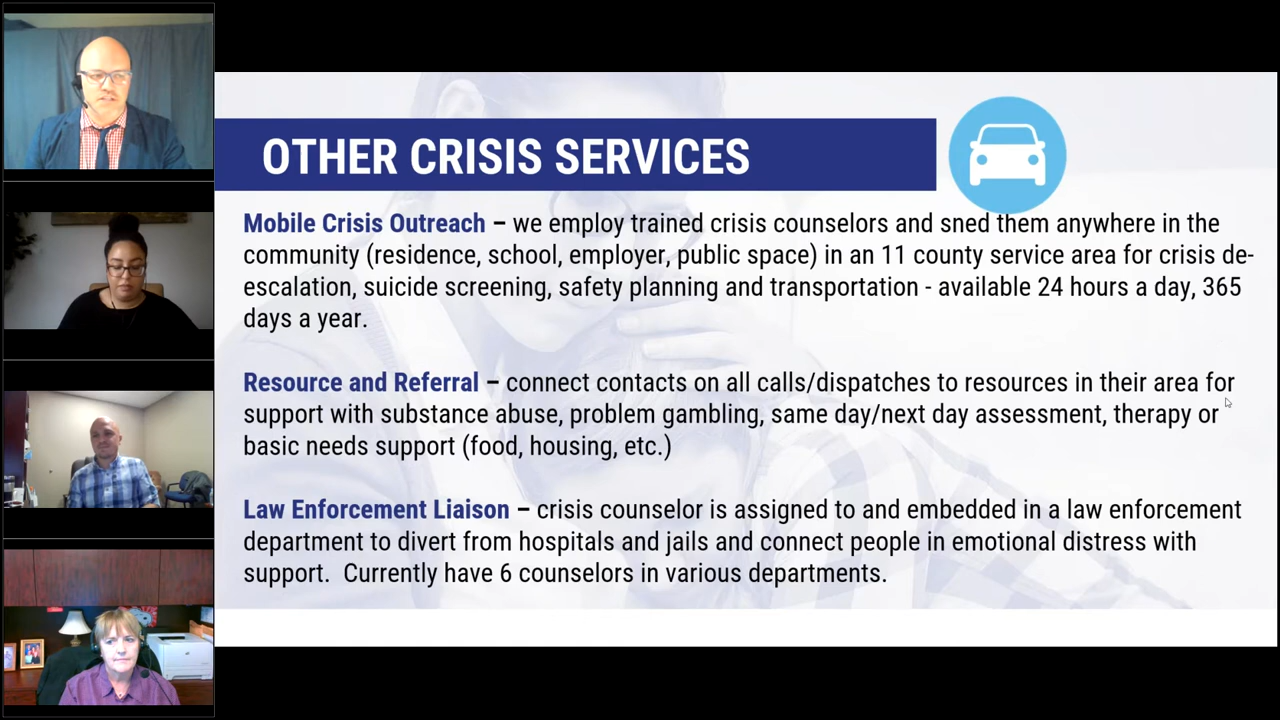 OTHER CRISIS SERVICES
Mobile Crisis Outreach – we employ trained crisis counselors and sned them anywhere in the
community (residence, school, employer, public space) in an 11 county service area for crisis de-
escalation, suicide screening, safety planning and transportation - available 24 hours a day, 365
days a year.
Resource and Referral – connect contacts on all calls/dispatches to resources in their area for
support with substance abuse, problem gambling, same day/next day assessment, therapy or
basic needs support (food, housing, etc.)
Law Enforcement Liaison – crisis counselor is assigned to and embedded in a law enforcement
department to divert from hospitals and jails and connect people in emotional distress with
support.  Currently have 6 counselors in various departments.